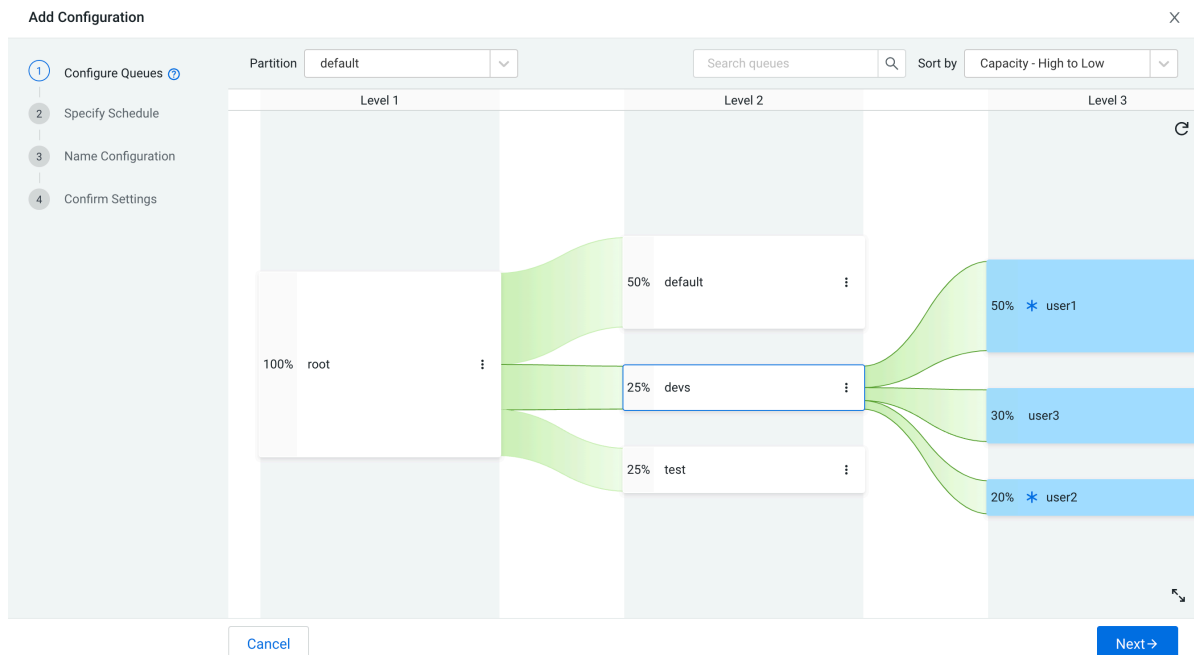 Add Configuration
1 Configure Queues ?
2 Specify Schedule
3 Name Configuration
4 Confirm Settings
Partition default Search queues Sort by Capacity - High to Low
Level 1 Level 2 Level 3
100% root
50% default
25% devs
25% test
50% user1
30% user3
20% user2
Cancel Next